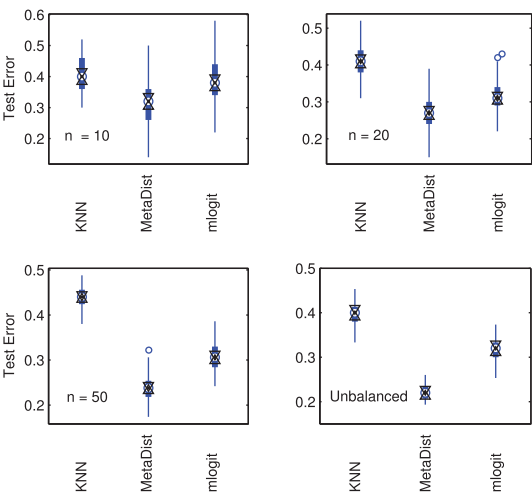 0.6
0.5
0.4
0.3
0.2
Test Error
n = 10
KNN
MetaDist
mlogit
0.5
0.4
0.3
0.2
n = 20
KNN
MetaDist
mlogit
0.5
0.4
0.3
0.2
Test Error
n = 50
KNN
MetaDist
mlogit
0.5
0.4
0.3
0.2
Unbalanced
KNN
MetaDist
mlogit